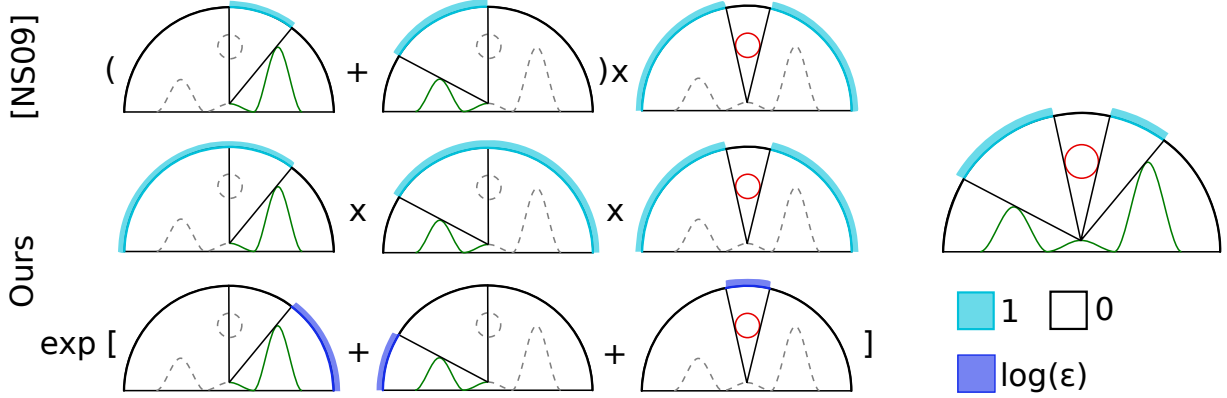 [NS09]
( + )x
Ours
x x
exp [ + + ]
1 0
log(ε)